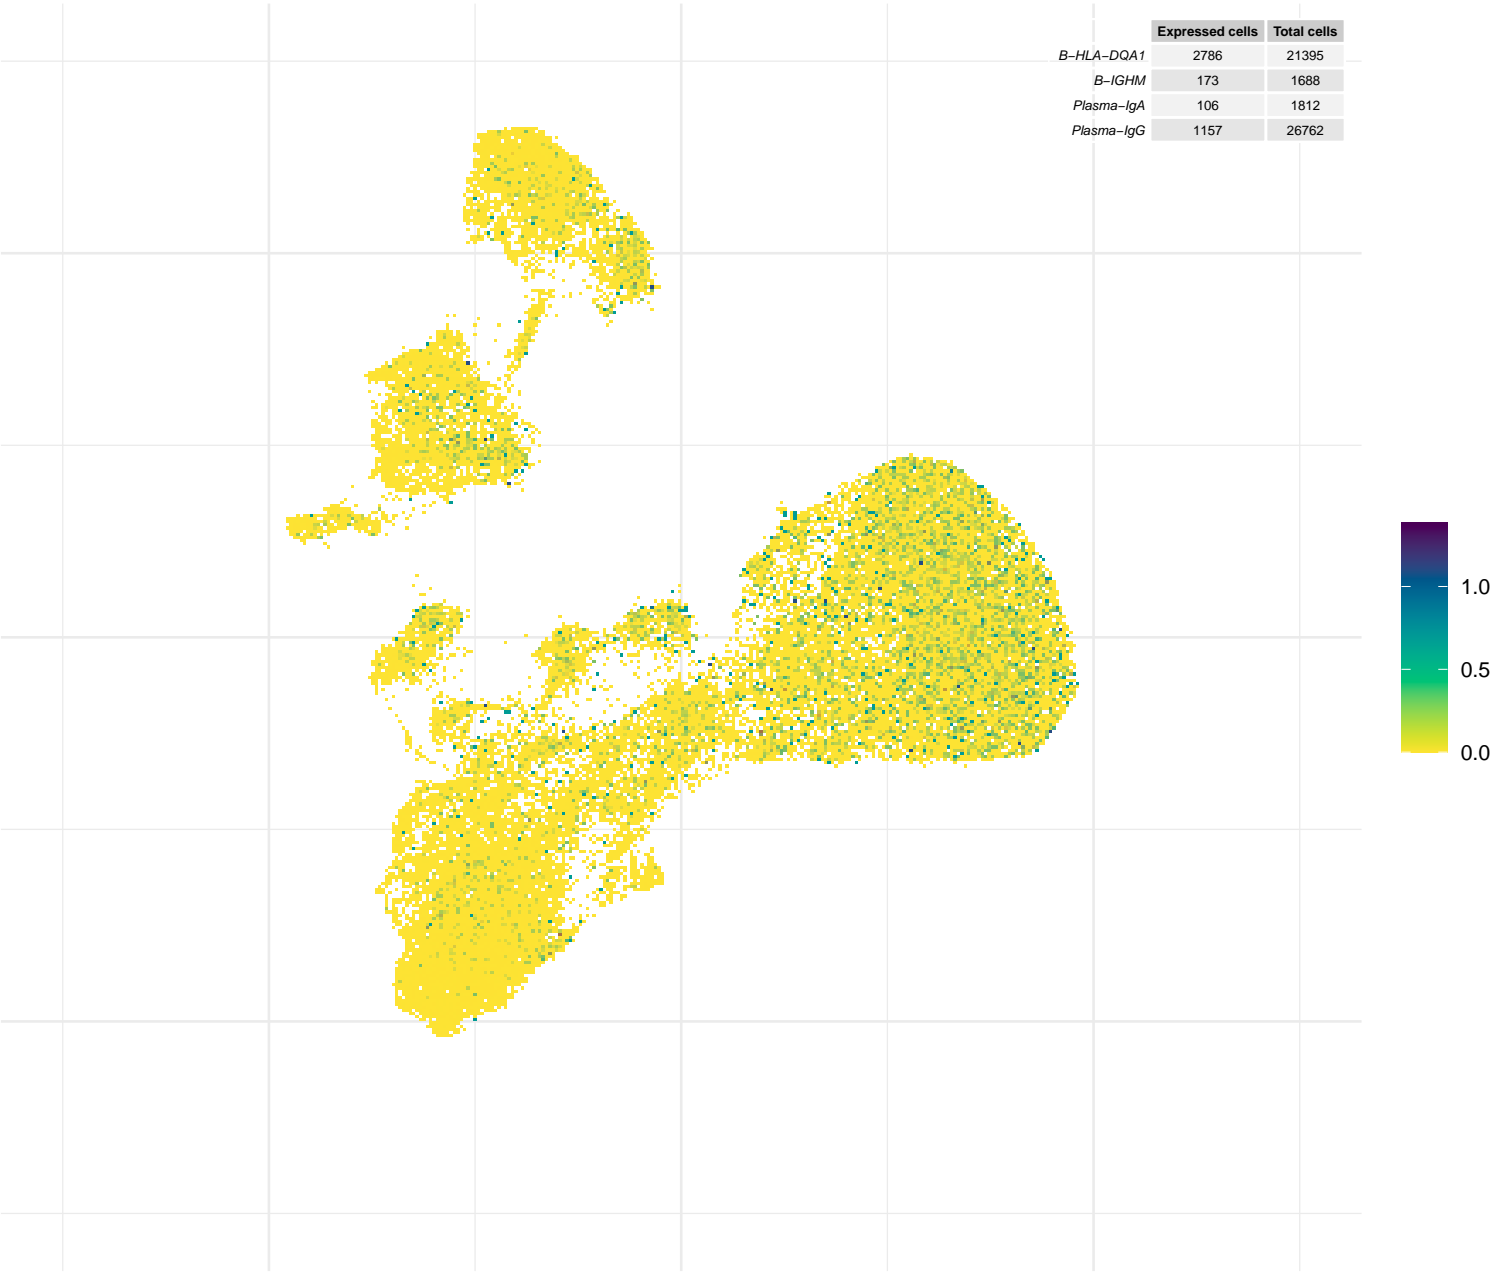 Expressed cells Total cells
B−HLA−DQA1 2786 21395
B−IGHM 173 1688
Plasma−IgA 106 1812
Plasma−IgG 1157 26762
1.0
0.5
0.0